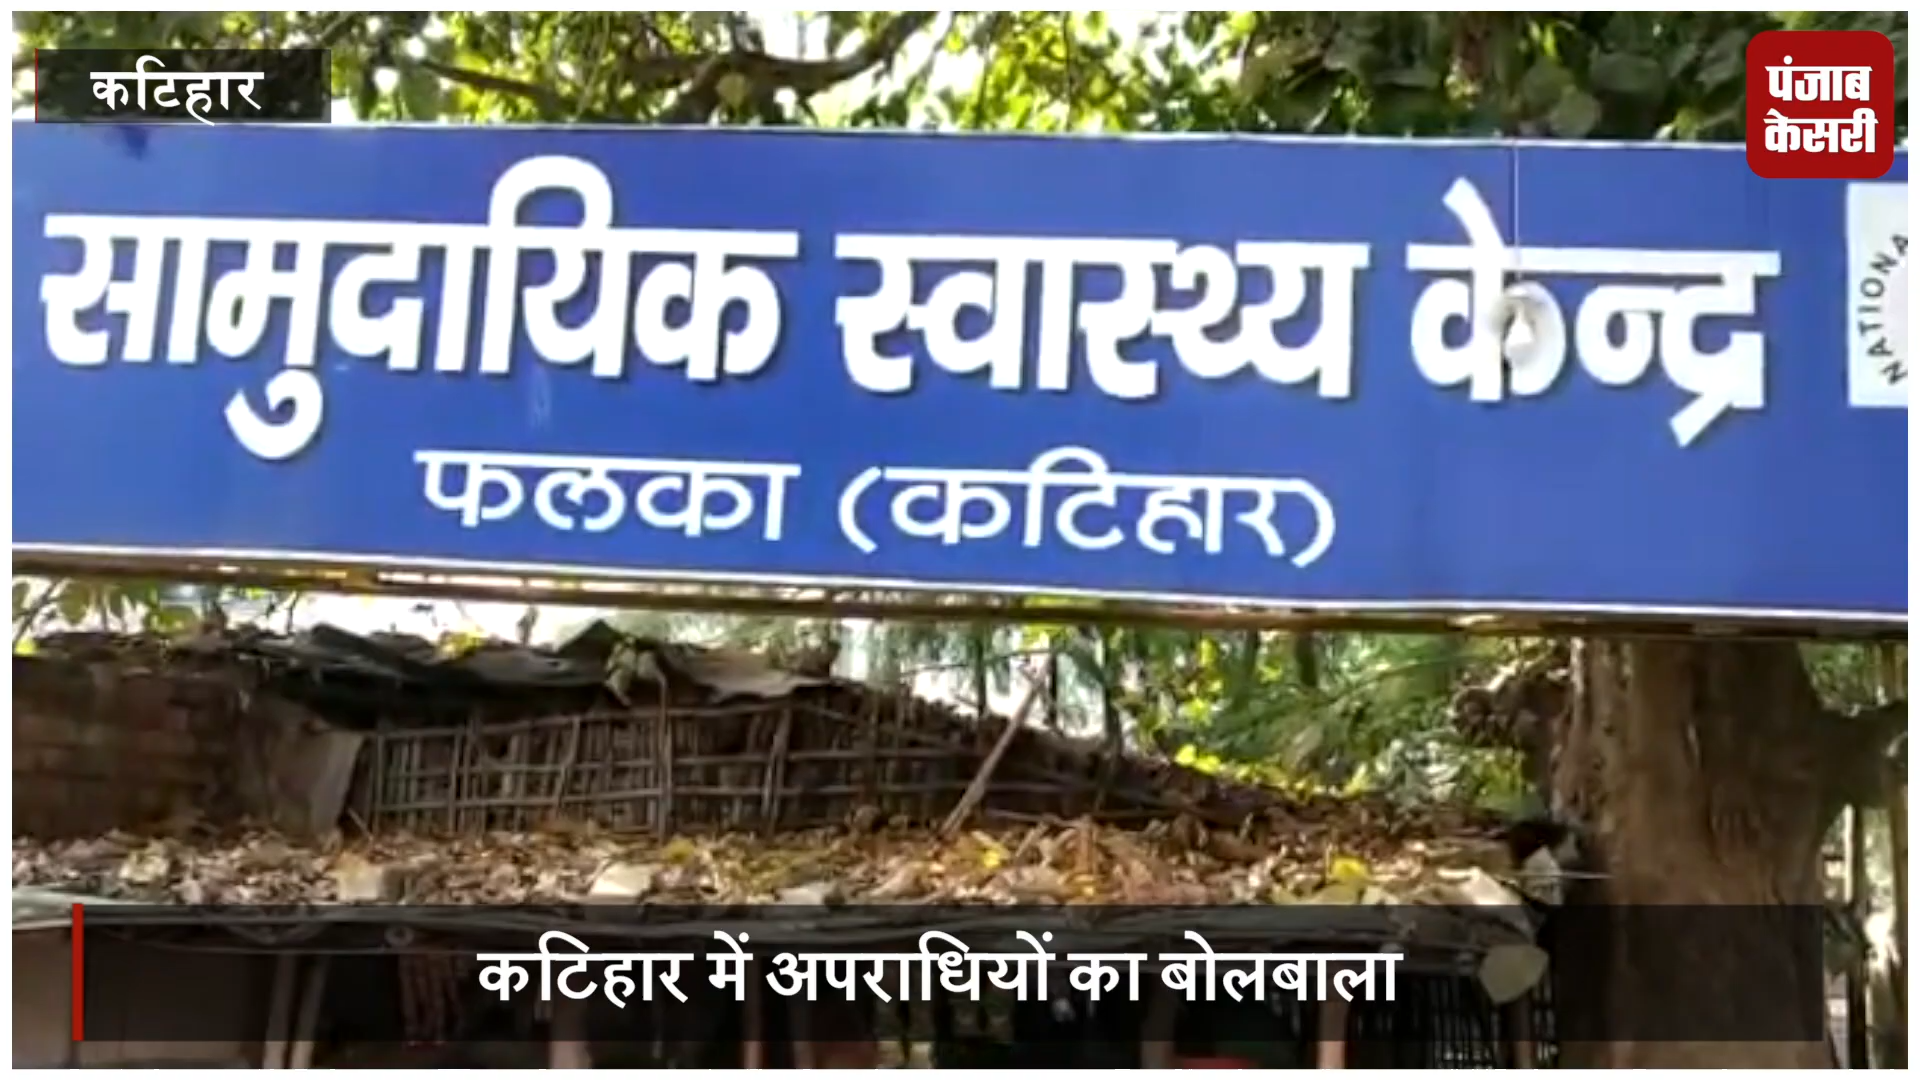 कटिहार
पंजाब
केसरी
सामुदायिक स्वास्थ्य केन्द्र
NATIONA
फलका (कटिहार)
कटिहार में अपराधियों का बोलबाला